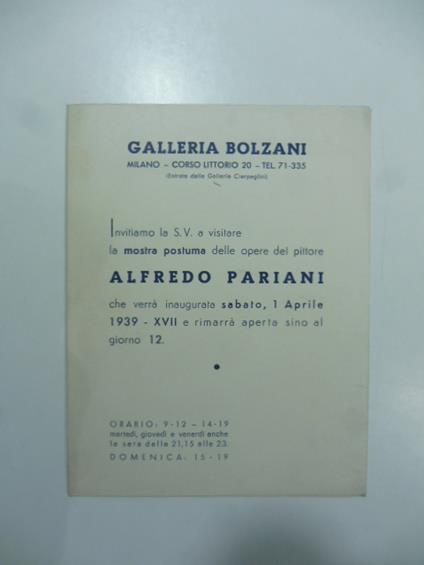 GALLERIA BOLZANI
MILANO - CORSO LITTORIO 20 - TEL. 71-335
(Entrata dalla Galleria Ciarpaglini)
Invitiamo la S.V. a visitare
la mostra postuma delle opere del pittore
ALFREDO PARIANI
che verrà inaugurata sabato, 1 Aprile
1939 - XVII e rimarrà aperta sino al
giorno 12.
ORARIO: 9-12 - 14-19
martedì, giovedì e venerdì anche
la sera dalle 21,15 alle 23.
DOMENICA: 15-19